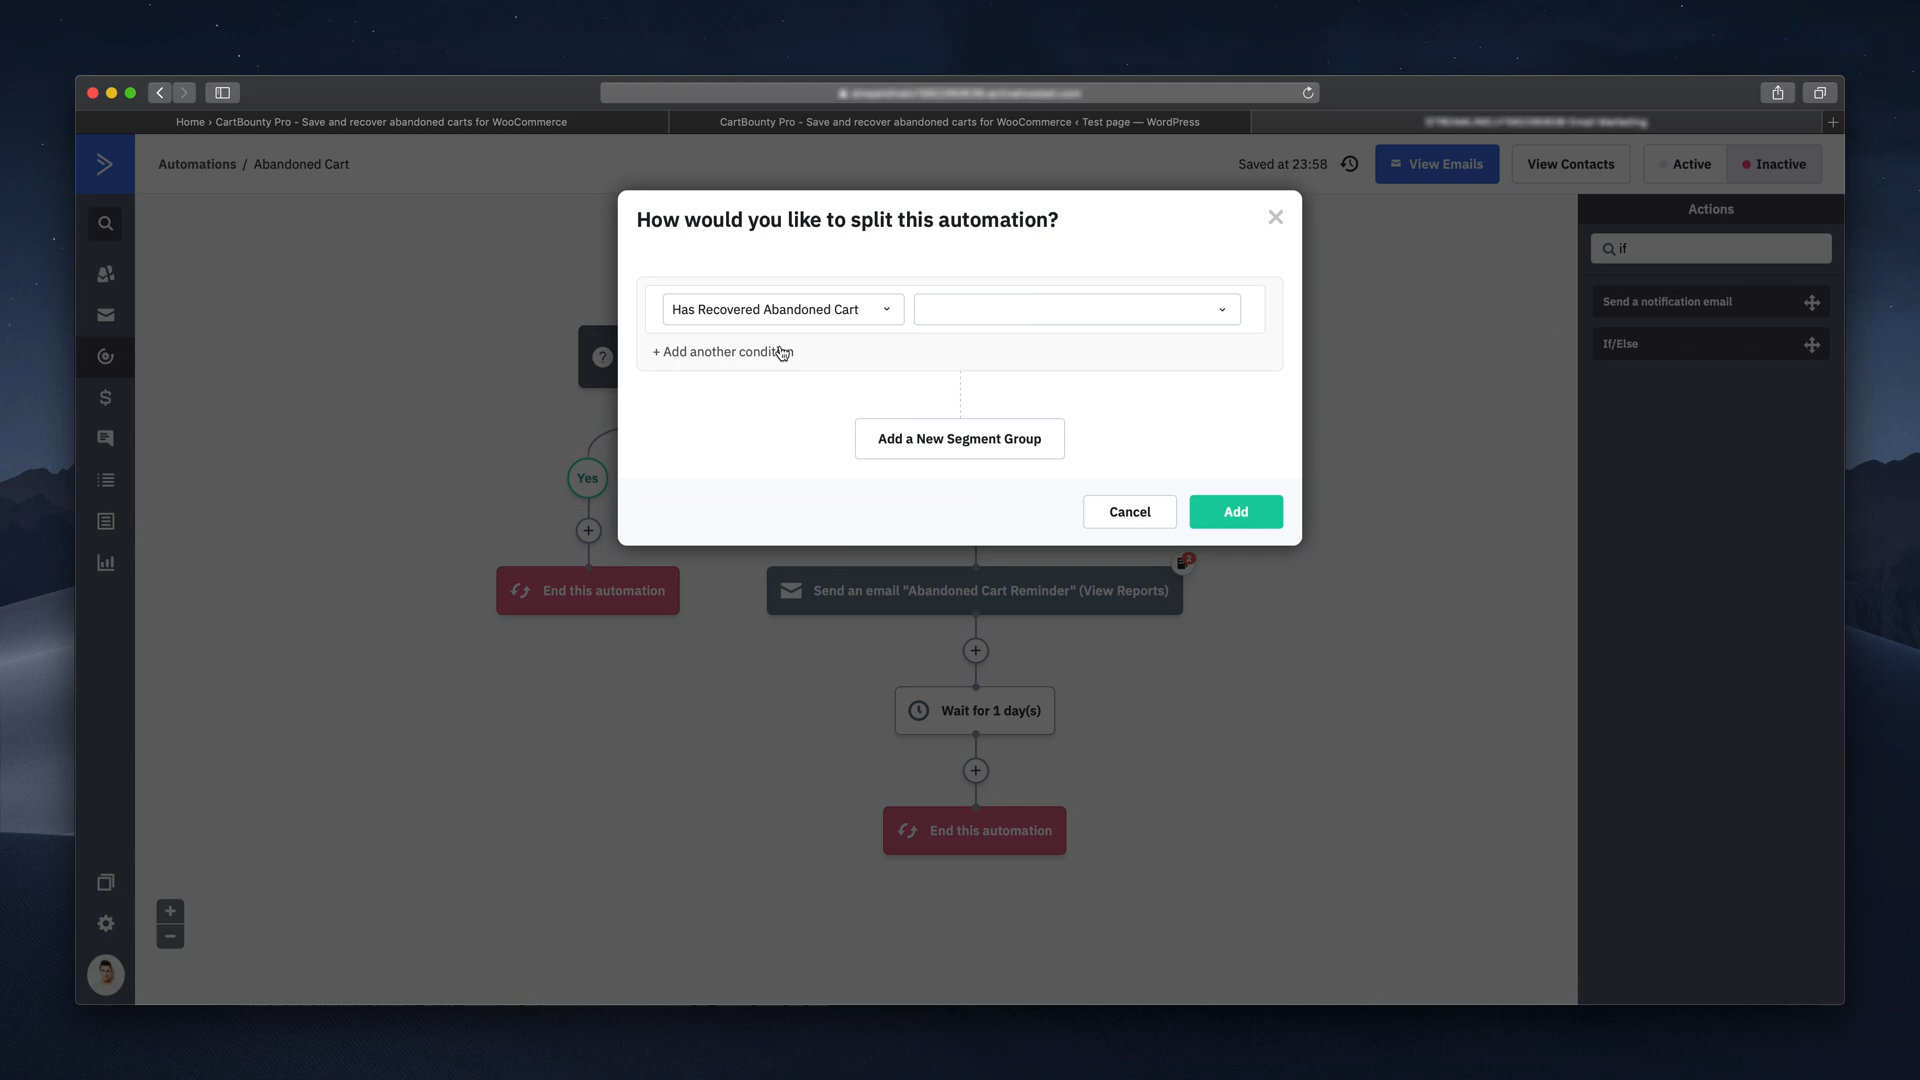 Home › CartBounty Pro - Save and recover abandoned carts for WooCommerce
CartBounty Pro - Save and recover abandoned carts for WooCommerce ‹ Test page — WordPress
Automations / Abandoned Cart
Saved at 23:58
View Emails
View Contacts
Active
Inactive
How would you like to split this automation?
Actions
if
Has Recovered Abandoned Cart
Send a notification email
If/Else
+ Add another condition
?
Add a New Segment Group
Yes
Cancel
Add
2
End this automation
Send an email "Abandoned Cart Reminder" (View Reports)
Wait for 1 day(s)
End this automation